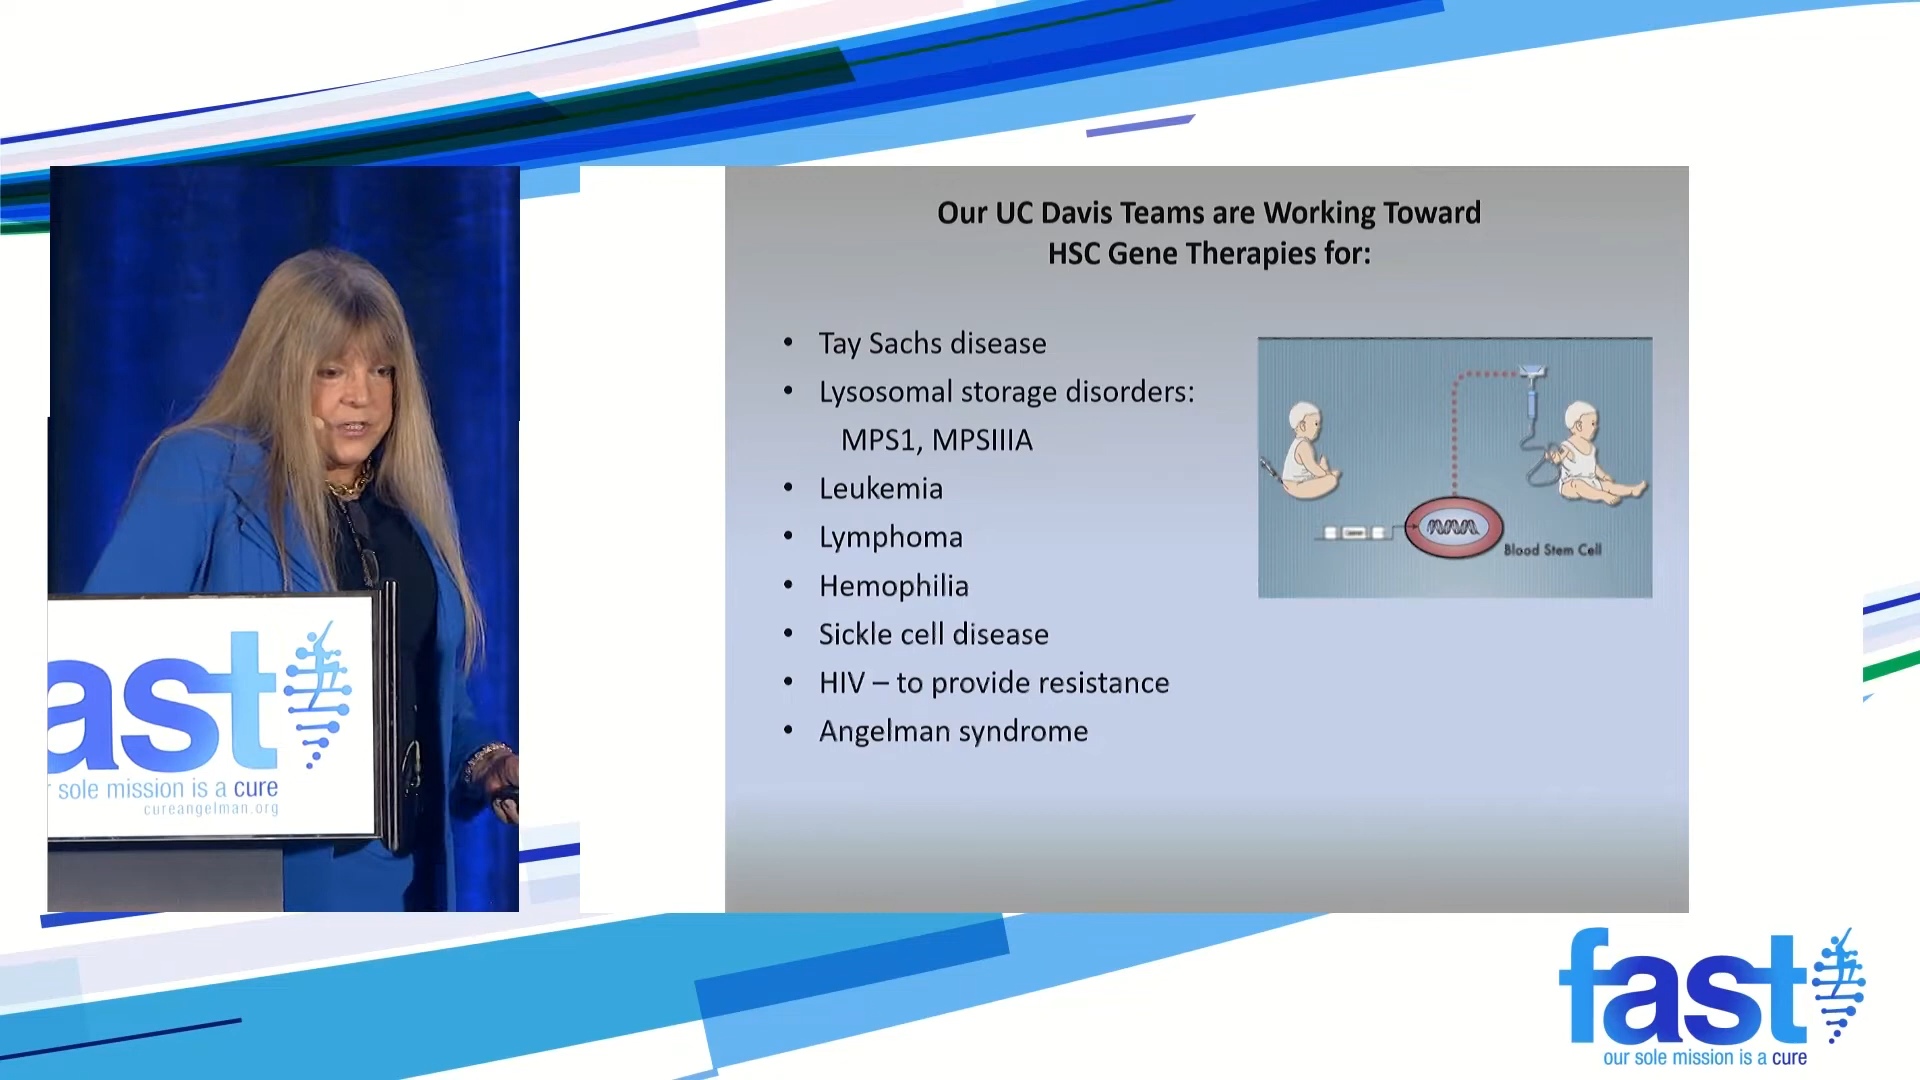 Our UC Davis Teams are Working Toward
HSC Gene Therapies for:
• Tay Sachs disease
• Lysosomal storage disorders:
MPS1, MPSIIIA
• Leukemia
• Lymphoma
• Hemophilia
• Sickle cell disease
• HIV – to provide resistance
• Angelman syndrome
Blood Stem Cell
ast
r sole mission is a cure
cureangelman.org
fast
our sole mission is a cure